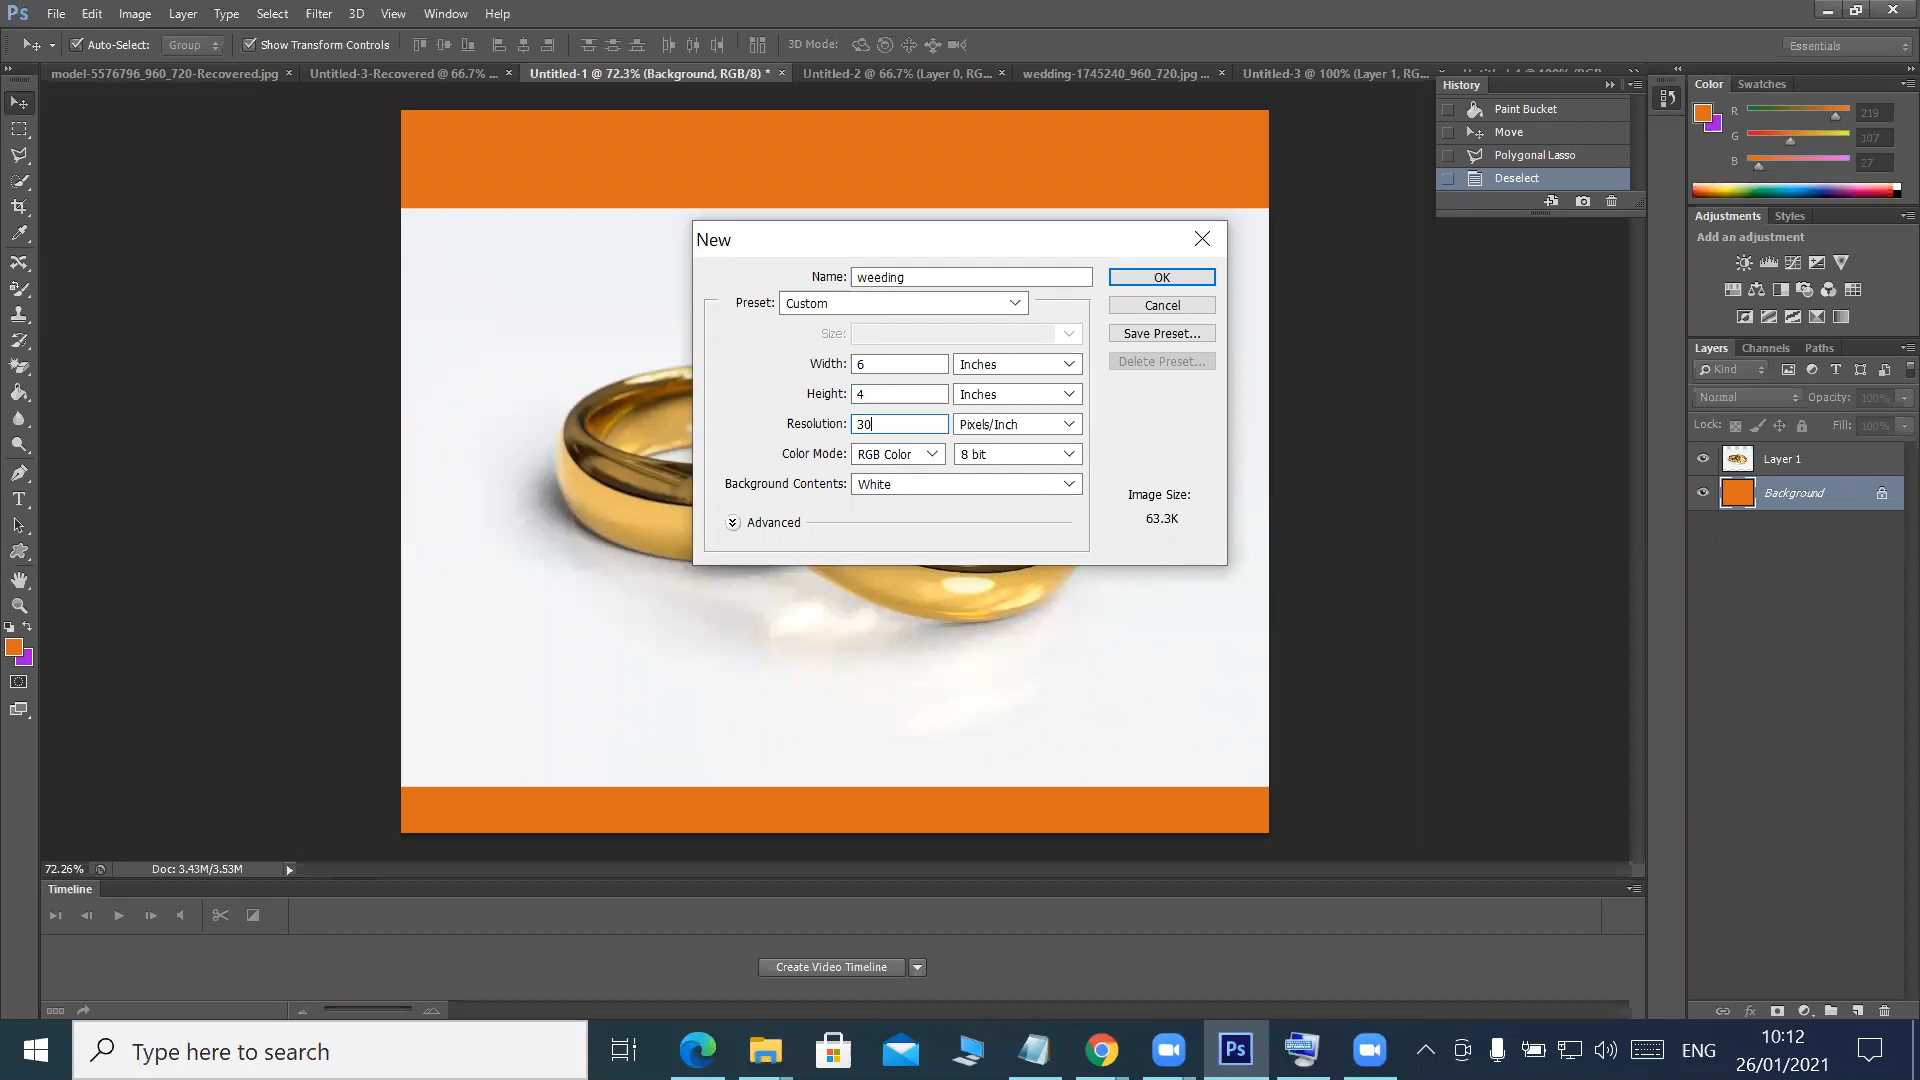 Ps File Edit Image Layer Type Select Filter 3D View Window Help
Auto-Select: Group Show Transform Controls 3D Mode: Essentials
model-5576796_960_720-Recovered.jpg × Untitled-3-Recovered @ 66.7% ... × Untitled-1 @ 72.3% (Background, RGB/8) * × Untitled-2 @ 66.7% (Layer 0, RG... × wedding-1745240_960_720.jpg ... × Untitled-3 @ 100% (Layer 1, RG...
History
Paint Bucket
Move
Polygonal Lasso
Deselect
Color Swatches
R 219
G 107
B 27
Adjustments Styles
Add an adjustment
Layers Channels Paths
Kind
Normal Opacity: 100%
Lock: Fill: 100%
Layer 1
Background
New
Name: weeding OK
Preset: Custom Cancel
Size: Save Preset...
Width: 6 Inches Delete Preset...
Height: 4 Inches
Resolution: 30 Pixels/Inch
Color Mode: RGB Color 8 bit
Background Contents: White
Image Size:
63.3K
Advanced
72.26% Doc: 3.43M/3.53M
Timeline
Create Video Timeline
Type here to search
Ps
ENG
10:12
26/01/2021